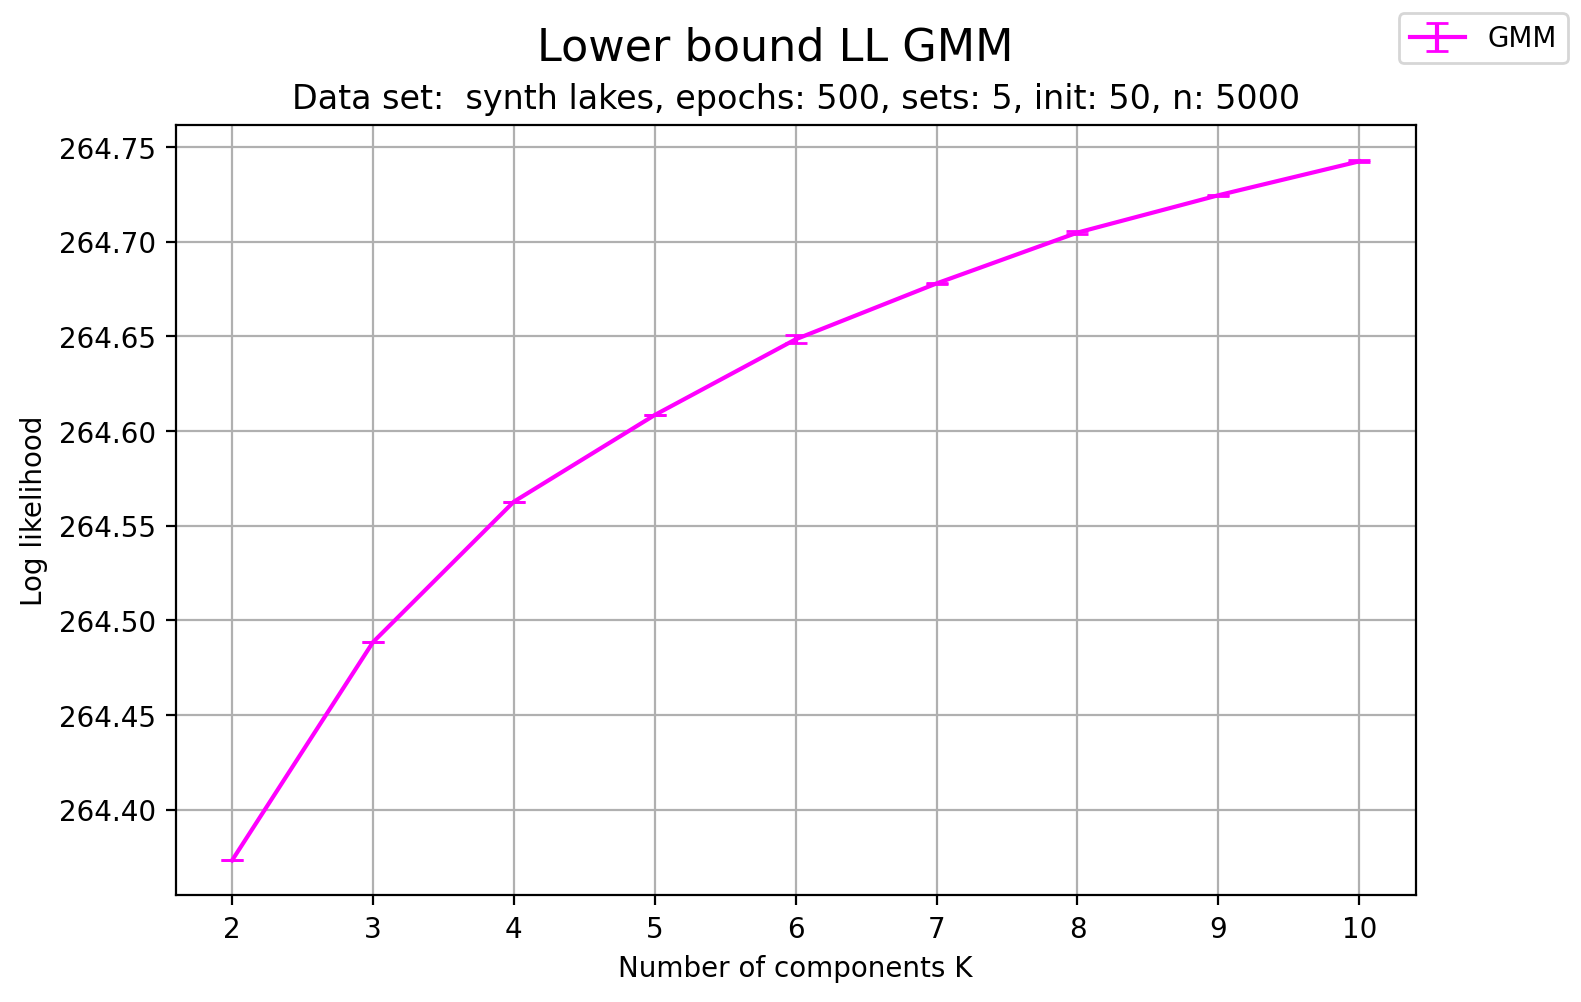 Lower bound LL GMM
GMM
Data set:  synth lakes, epochs: 500, sets: 5, init: 50, n: 5000
264.75
264.70
264.65
264.60
264.55
264.50
264.45
264.40
Log likelihood
2 3 4 5 6 7 8 9 10
Number of components K